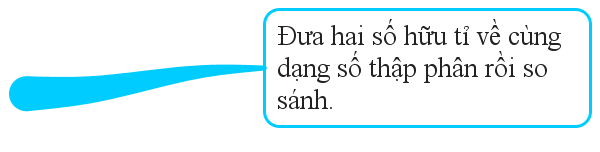 Đưa hai số hữu tỉ về cùng
dạng số thập phân rồi so
sánh.